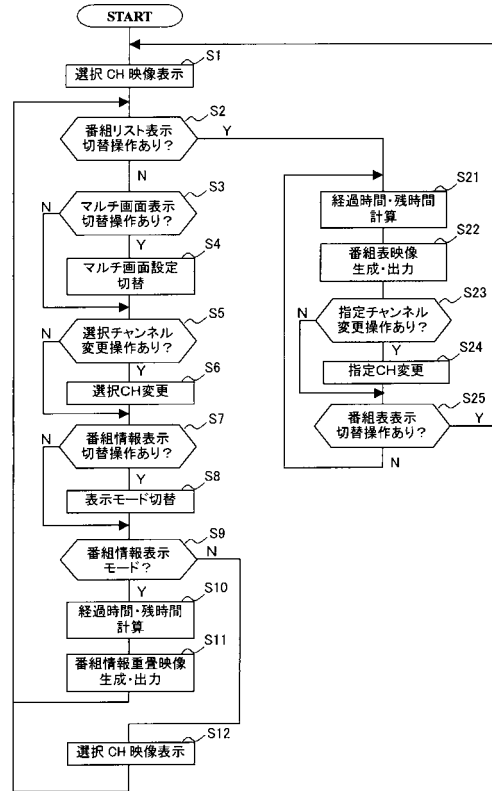 START
S1
選択 CH 映像表示
S2
番組リスト表示
切替操作あり?
Y
N
S3
マルチ画面表示
切替操作あり?
N
Y
S4
マルチ画面設定
切替
S5
選択チャンネル
変更操作あり?
N
Y
S6
選択CH変更
S7
番組情報表示
切替操作あり?
N
Y
S8
表示モード切替
S9
番組情報表示
モード?
N
Y
S10
経過時間・残時間
計算
S11
番組情報重畳映像
生成・出力
S12
選択 CH 映像表示
S21
経過時間・残時間
計算
S22
番組表映像
生成・出力
S23
指定チャンネル
変更操作あり?
N
Y
S24
指定CH変更
S25
番組表表示
切替操作あり?
Y
N